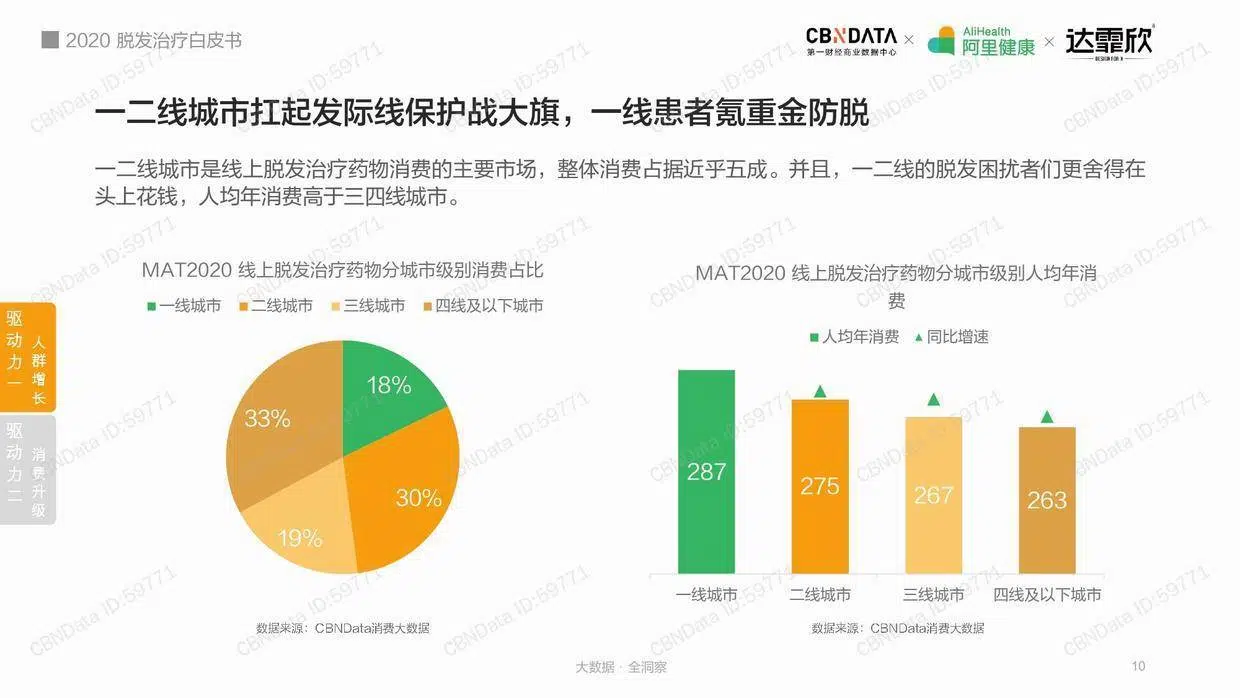 2020 脱发治疗白皮书
CBNDATA
第一财经商业数据中心
×
AliHealth
阿里健康
×
达霏欣
DESIGN FOR X
一二线城市扛起发际线保护战大旗，一线患者氪重金防脱
一二线城市是线上脱发治疗药物消费的主要市场，整体消费占据近乎五成。并且，一二线的脱发困扰者们更舍得在
头上花钱，人均年消费高于三四线城市。
驱动力一
人群增长
驱动力二
消费升级
MAT2020 线上脱发治疗药物分城市级别消费占比
一线城市 二线城市 三线城市 四线及以下城市
18%
33%
30%
19%
数据来源：CBNData消费大数据
MAT2020 线上脱发治疗药物分城市级别人均年消
费
人均年消费 同比增速
287
275
267
263
一线城市 二线城市 三线城市 四线及以下城市
数据来源：CBNData消费大数据
大数据 · 全洞察
10
CBNData ID:59771